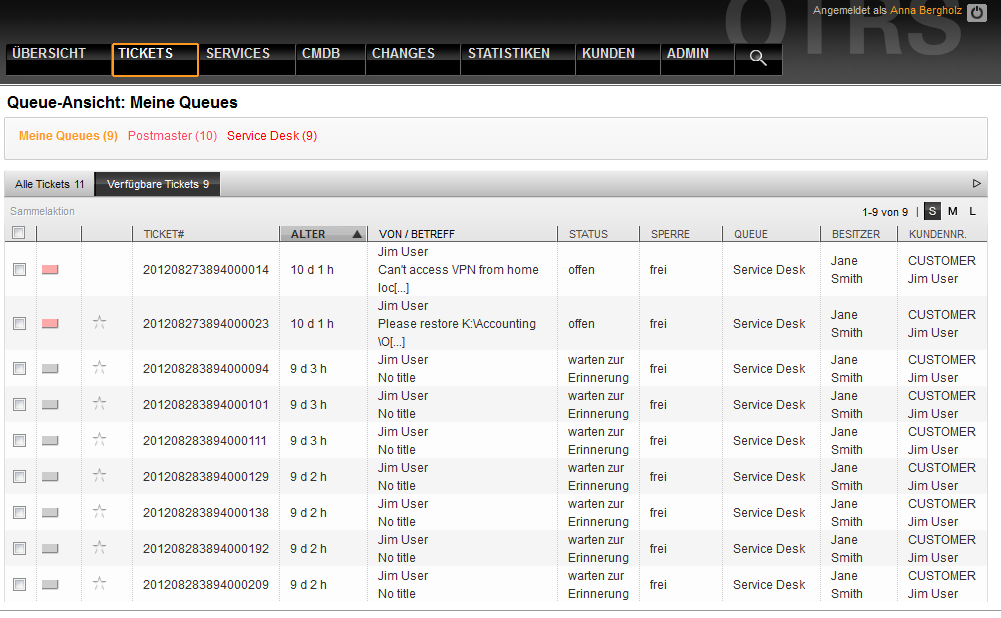 OTRS
Angemeldet als Anna Bergholz
ÜBERSICHT TICKETS SERVICES CMDB CHANGES STATISTIKEN KUNDEN ADMIN
Queue-Ansicht: Meine Queues
Meine Queues (9) Postmaster (10) Service Desk (9)
Alle Tickets 11 Verfügbare Tickets 9
Sammelaktion 1-9 von 9 | S M L
TICKET# ALTER VON / BETREFF STATUS SPERRE QUEUE BESITZER KUNDENNR.
201208273894000014 10 d 1 h Jim User
Can't access VPN from home
loc[...] offen frei Service Desk Jane
Smith CUSTOMER
Jim User
201208273894000023 10 d 1 h Jim User
Please restore K:\Accounting
\O[...] offen frei Service Desk Jane
Smith CUSTOMER
Jim User
201208283894000094 9 d 3 h Jim User
No title warten zur
Erinnerung frei Service Desk Jane
Smith CUSTOMER
Jim User
201208283894000101 9 d 3 h Jim User
No title warten zur
Erinnerung frei Service Desk Jane
Smith CUSTOMER
Jim User
201208283894000111 9 d 3 h Jim User
No title warten zur
Erinnerung frei Service Desk Jane
Smith CUSTOMER
Jim User
201208283894000129 9 d 2 h Jim User
No title warten zur
Erinnerung frei Service Desk Jane
Smith CUSTOMER
Jim User
201208283894000138 9 d 2 h Jim User
No title warten zur
Erinnerung frei Service Desk Jane
Smith CUSTOMER
Jim User
201208283894000192 9 d 2 h Jim User
No title warten zur
Erinnerung frei Service Desk Jane
Smith CUSTOMER
Jim User
201208283894000209 9 d 2 h Jim User
No title warten zur
Erinnerung frei Service Desk Jane
Smith CUSTOMER
Jim User